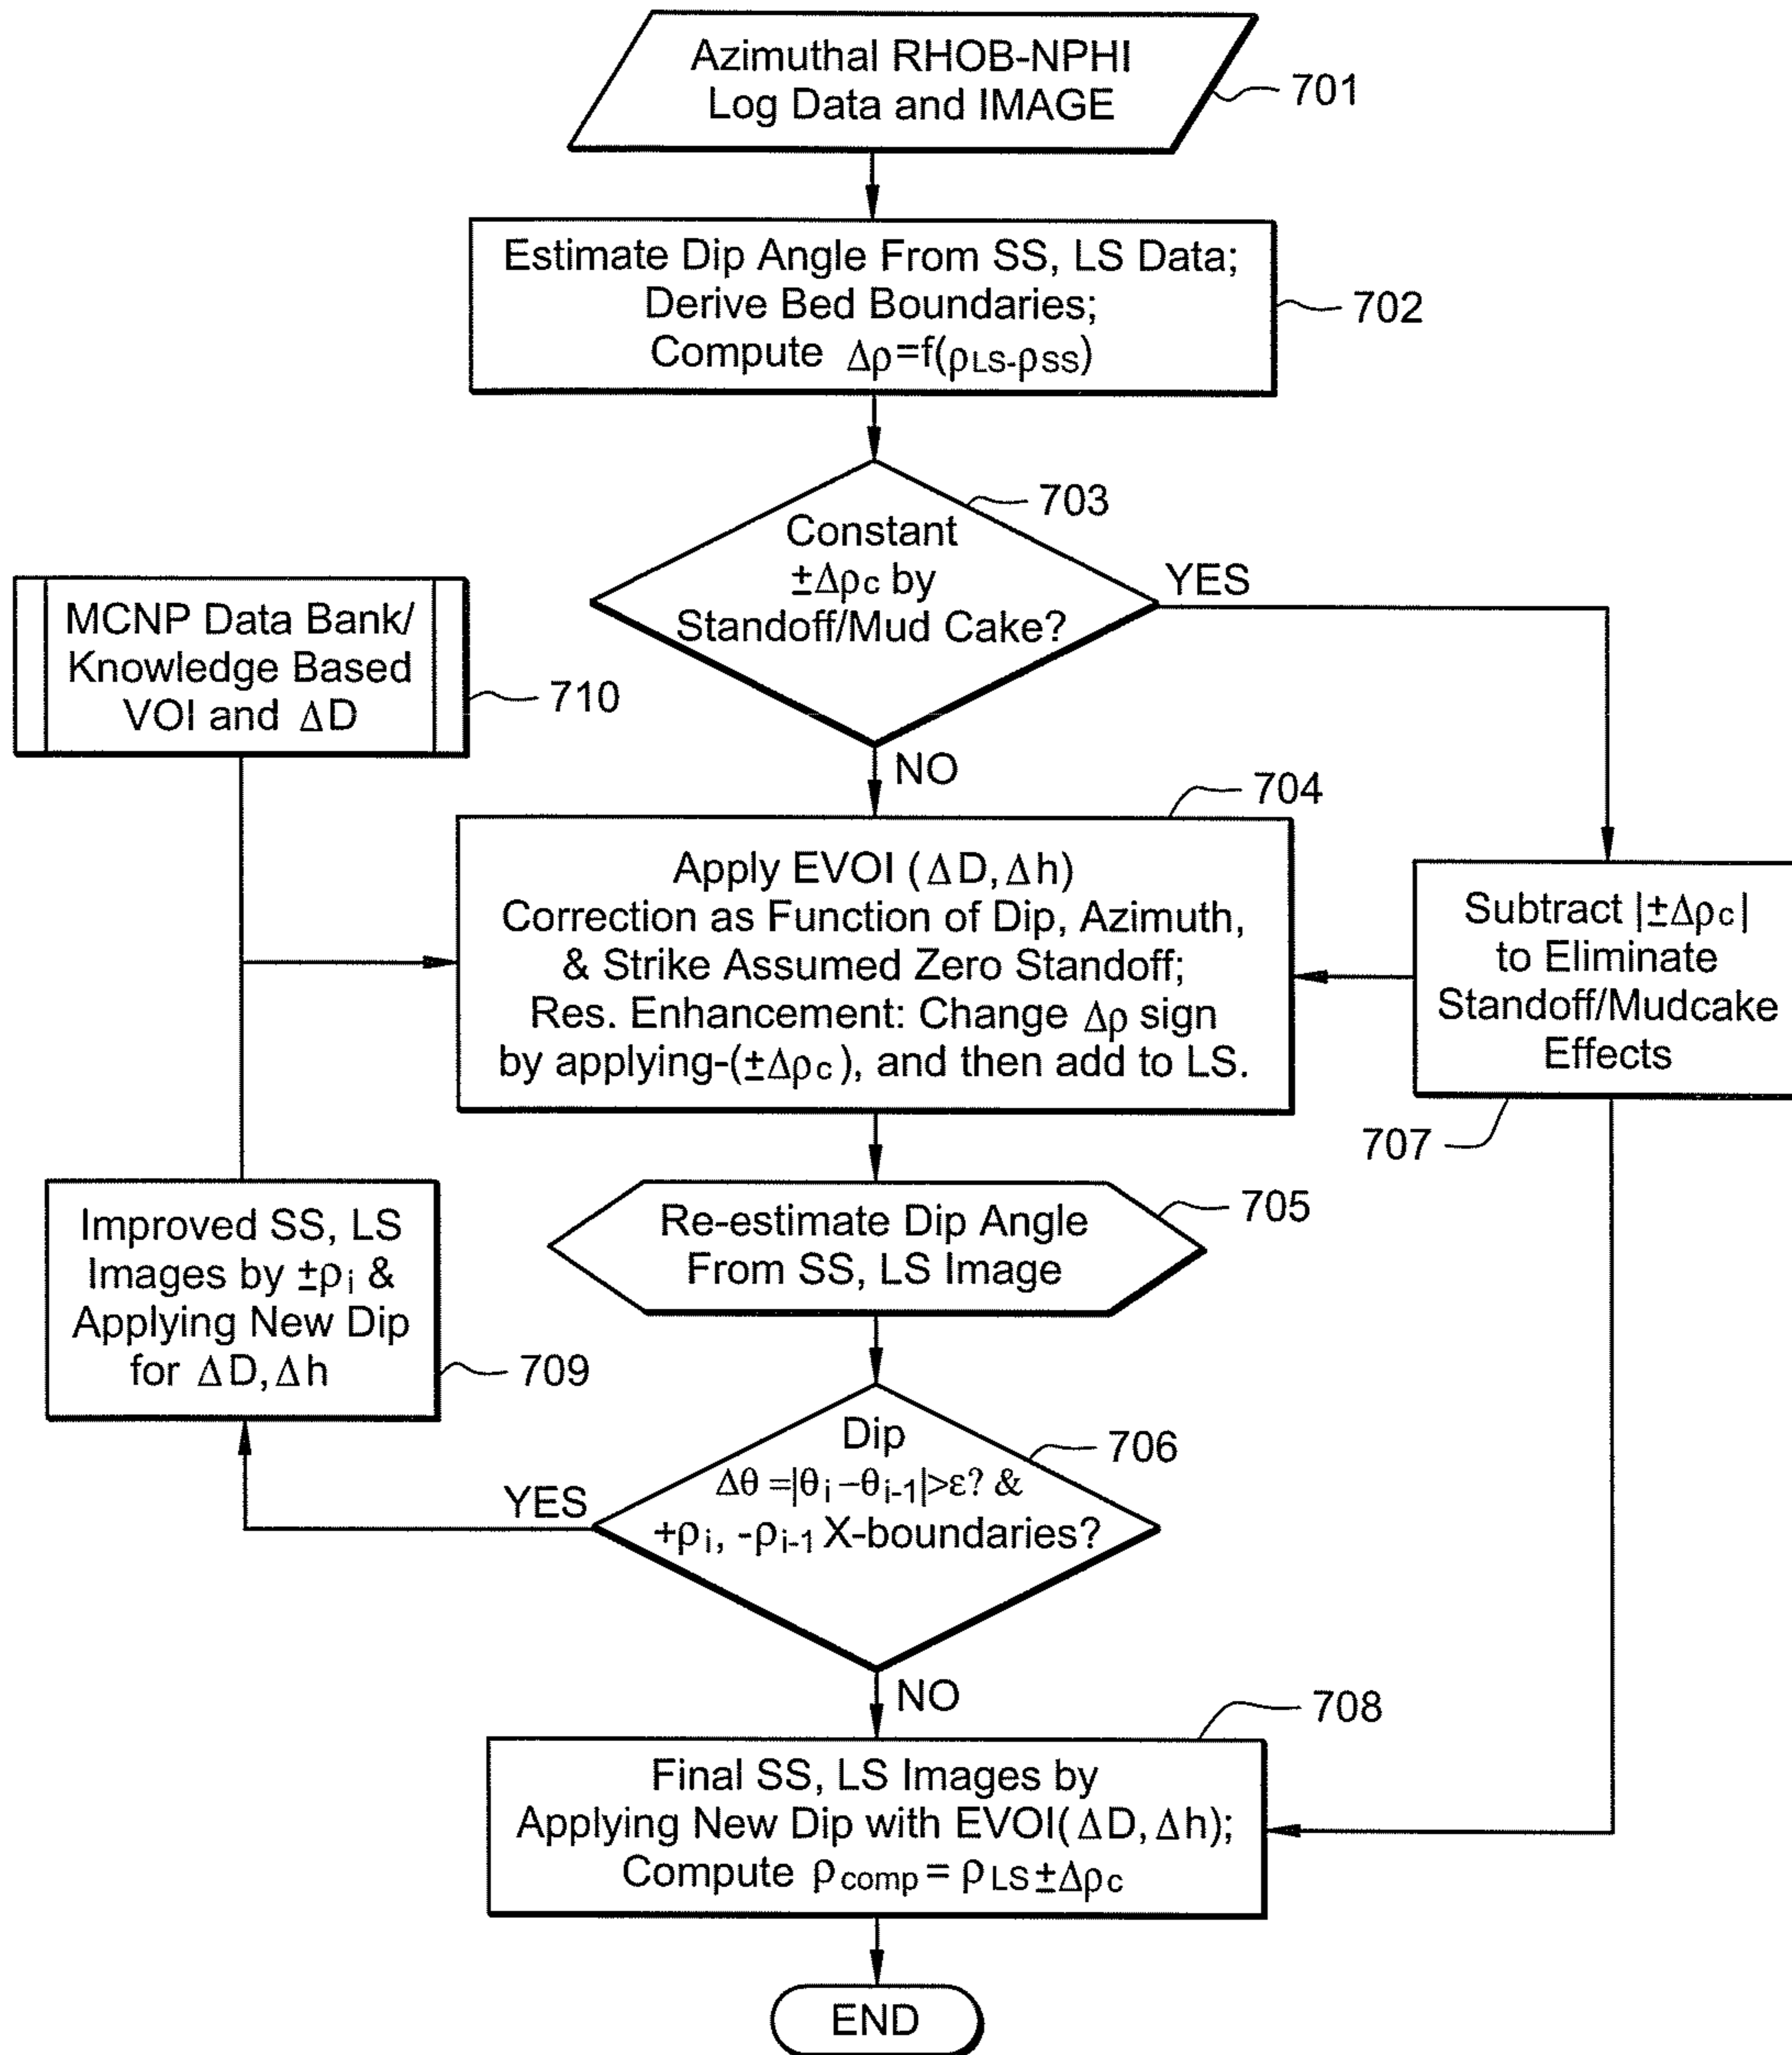 Azimuthal RHOB-NPHI
Log Data and IMAGE
701
Estimate Dip Angle From SS, LS Data;
Derive Bed Boundaries;
Compute Δρ=f(ρLS-ρSS)
702
703
Constant
±Δρc by
Standoff/Mud Cake?
YES
NO
MCNP Data Bank/
Knowledge Based
VOI and ΔD
710
704
Apply EVOI (ΔD, Δh)
Correction as Function of Dip, Azimuth,
& Strike Assumed Zero Standoff;
Res. Enhancement: Change Δρ sign
by applying-(±Δρc), and then add to LS.
Subtract |±Δρc|
to Eliminate
Standoff/Mudcake
Effects
707
Re-estimate Dip Angle
From SS, LS Image
705
Improved SS, LS
Images by ±ρi &
Applying New Dip
for ΔD, Δh
709
Dip
Δθ =|θi−θi-1|>ε? &
+ρi, -ρi-1 X-boundaries?
706
YES
NO
708
Final SS, LS Images by
Applying New Dip with EVOI(ΔD, Δh);
Compute ρcomp = ρLS ±Δρc
END